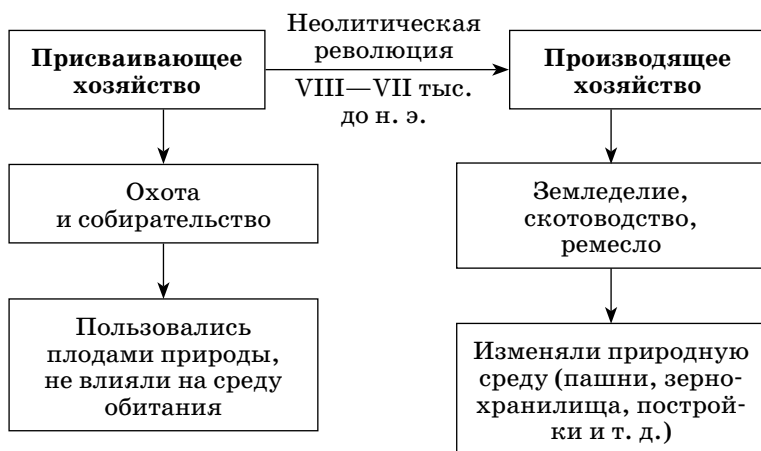 Присваивающее
хозяйство
Неолитическая
революция
VIII—VII тыс.
до н. э.
Производящее
хозяйство
Охота
и собирательство
Земледелие,
скотоводство,
ремесло
Пользовались
плодами природы,
не влияли на среду
обитания
Изменяли природную
среду (пашни, зерно-
хранилища, построй-
ки и т. д.)